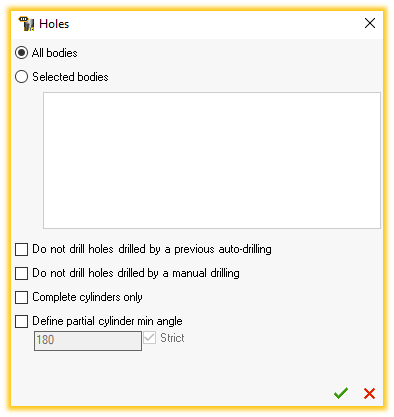 Holes
All bodies
Selected bodies
Do not drill holes drilled by a previous auto-drilling
Do not drill holes drilled by a manual drilling
Complete cylinders only
Define partial cylinder min angle
180 Strict